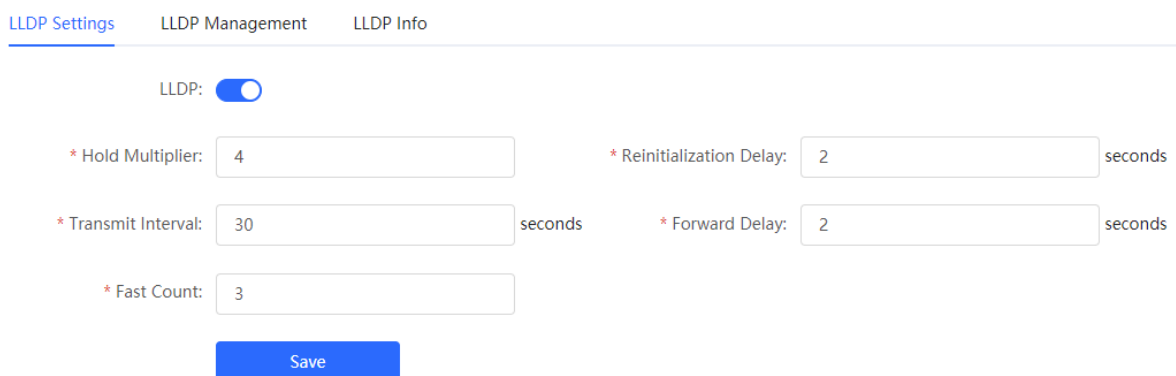 LLDP Settings LLDP Management LLDP Info
LLDP:
* Hold Multiplier: 4 * Reinitialization Delay: 2 seconds
* Transmit Interval: 30 seconds * Forward Delay: 2 seconds
* Fast Count: 3
Save